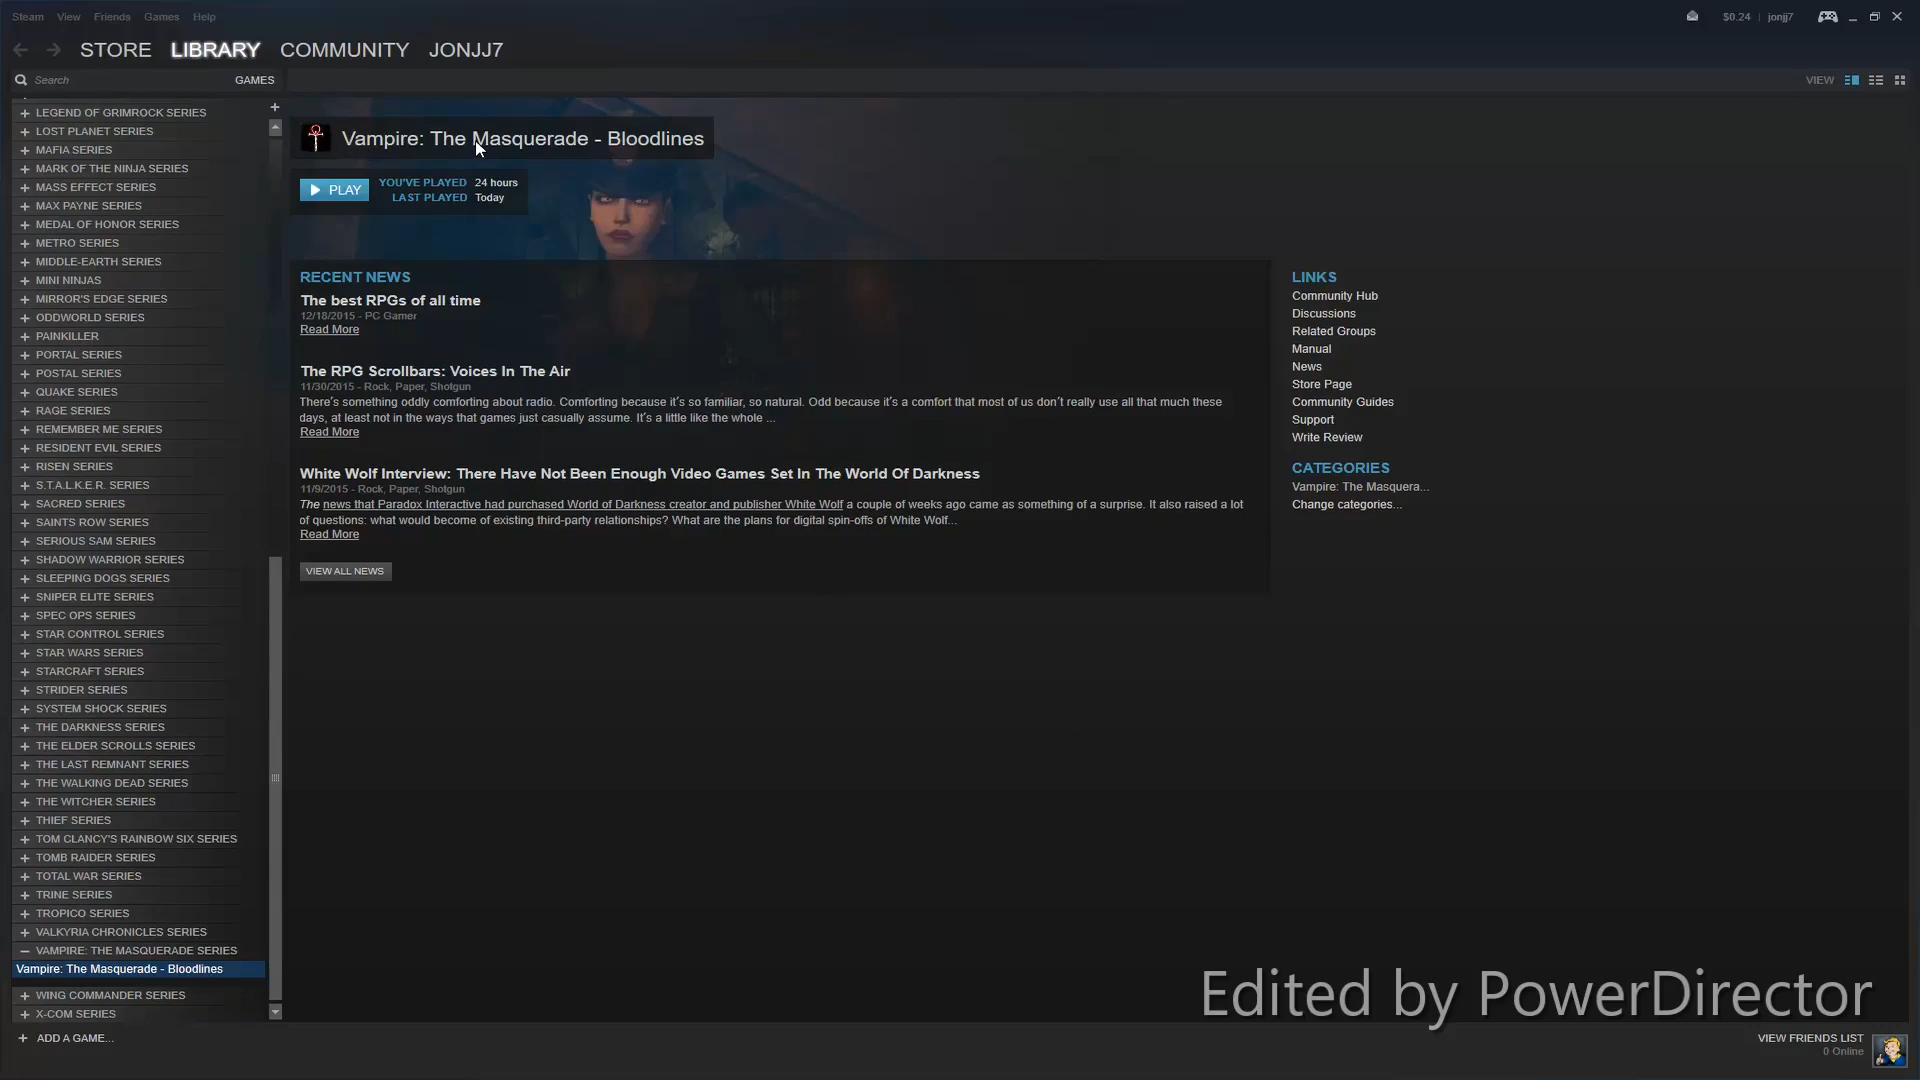 Steam View Friends Games Help
$0.24 | jonjj7
STORE LIBRARY COMMUNITY JONJJ7
Search GAMES
VIEW
LEGEND OF GRIMROCK SERIES
LOST PLANET SERIES
MAFIA SERIES
MARK OF THE NINJA SERIES
MASS EFFECT SERIES
MAX PAYNE SERIES
MEDAL OF HONOR SERIES
METRO SERIES
MIDDLE-EARTH SERIES
MINI NINJAS
MIRROR'S EDGE SERIES
ODDWORLD SERIES
PAINKILLER
PORTAL SERIES
POSTAL SERIES
QUAKE SERIES
RAGE SERIES
REMEMBER ME SERIES
RESIDENT EVIL SERIES
RISEN SERIES
S.T.A.L.K.E.R. SERIES
SACRED SERIES
SAINTS ROW SERIES
SERIOUS SAM SERIES
SHADOW WARRIOR SERIES
SLEEPING DOGS SERIES
SNIPER ELITE SERIES
SPEC OPS SERIES
STAR CONTROL SERIES
STAR WARS SERIES
STARCRAFT SERIES
STRIDER SERIES
SYSTEM SHOCK SERIES
THE DARKNESS SERIES
THE ELDER SCROLLS SERIES
THE LAST REMNANT SERIES
THE WALKING DEAD SERIES
THE WITCHER SERIES
THIEF SERIES
TOM CLANCY'S RAINBOW SIX SERIES
TOMB RAIDER SERIES
TOTAL WAR SERIES
TRINE SERIES
TROPICO SERIES
VALKYRIA CHRONICLES SERIES
VAMPIRE: THE MASQUERADE SERIES
Vampire: The Masquerade - Bloodlines
WING COMMANDER SERIES
X-COM SERIES
ADD A GAME...
Vampire: The Masquerade - Bloodlines
PLAY
YOU'VE PLAYED 24 hours
LAST PLAYED Today
RECENT NEWS
The best RPGs of all time
12/18/2015 - PC Gamer
Read More
The RPG Scrollbars: Voices In The Air
11/30/2015 - Rock, Paper, Shotgun
There's something oddly comforting about radio. Comforting because it's so familiar, so natural. Odd because it's a comfort that most of us don't really use all that much these
days, at least not in the ways that games just casually assume. It's a little like the whole ...
Read More
White Wolf Interview: There Have Not Been Enough Video Games Set In The World Of Darkness
11/9/2015 - Rock, Paper, Shotgun
The news that Paradox Interactive had purchased World of Darkness creator and publisher White Wolf a couple of weeks ago came as something of a surprise. It also raised a lot
of questions: what would become of existing third-party relationships? What are the plans for digital spin-offs of White Wolf...
Read More
VIEW ALL NEWS
LINKS
Community Hub
Discussions
Related Groups
Manual
News
Store Page
Community Guides
Support
Write Review
CATEGORIES
Vampire: The Masquera...
Change categories...
Edited by PowerDirector
VIEW FRIENDS LIST
0 Online